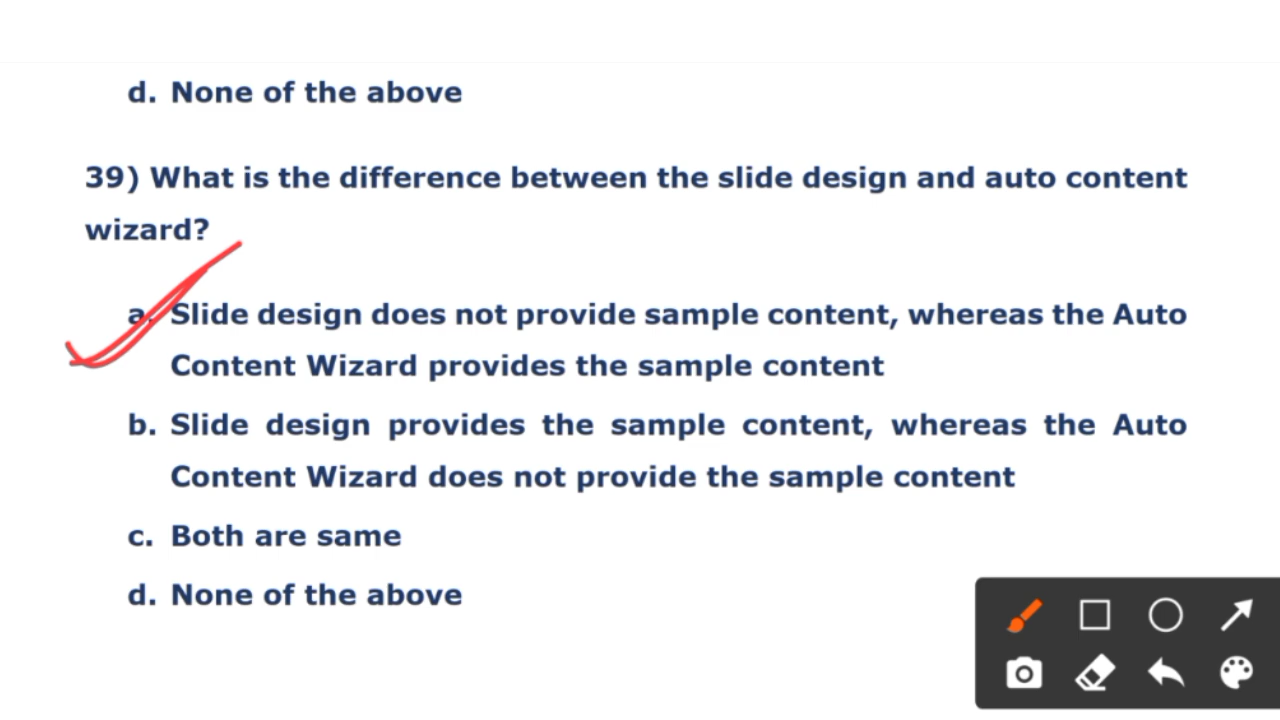 d. None of the above
39) What is the difference between the slide design and auto content
wizard?
a. Slide design does not provide sample content, whereas the Auto
Content Wizard provides the sample content
b. Slide design provides the sample content, whereas the Auto
Content Wizard does not provide the sample content
c. Both are same
d. None of the above